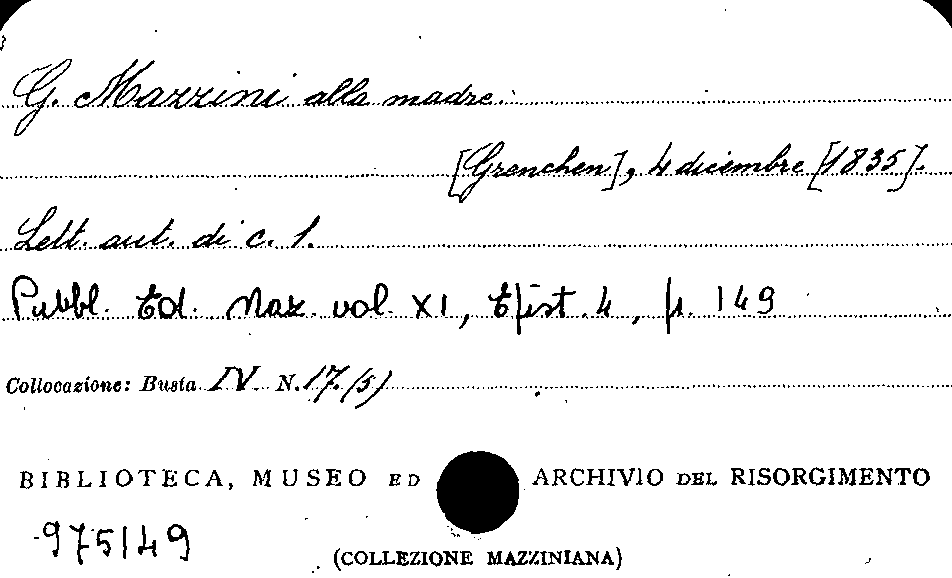 G. Mazzini alla madre.
[Grenchen], 4 dicembre [1835].
Lett. aut. di c. 1.
Pubbl. Ed. Naz. vol. XI, Epist. 4, p. 149
Collocazione: Busta IV N. 17 (5)
BIBLIOTECA, MUSEO ED ARCHIVIO DEL RISORGIMENTO
975149
(COLLEZIONE MAZZINIANA)